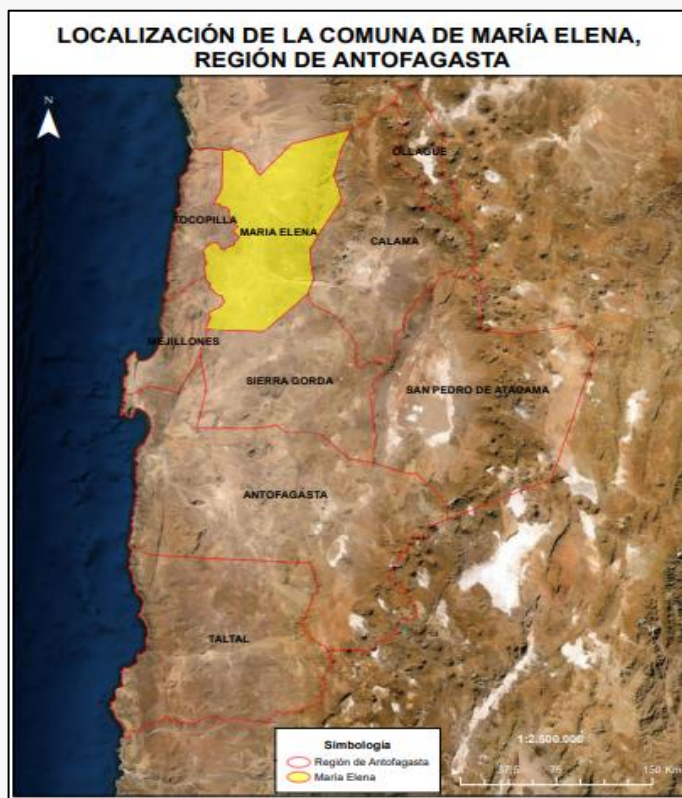 LOCALIZACIÓN DE LA COMUNA DE MARÍA ELENA,
REGIÓN DE ANTOFAGASTA
N
OLLAGUE
TOCOPILLA
MARIA ELENA
CALAMA
MEJILLONES
SIERRA GORDA
SAN PEDRO DE ATACAMA
ANTOFAGASTA
TALTAL
Simbología
Región de Antofagasta
María Elena
1:2.500.000
37,5 75 150 Km